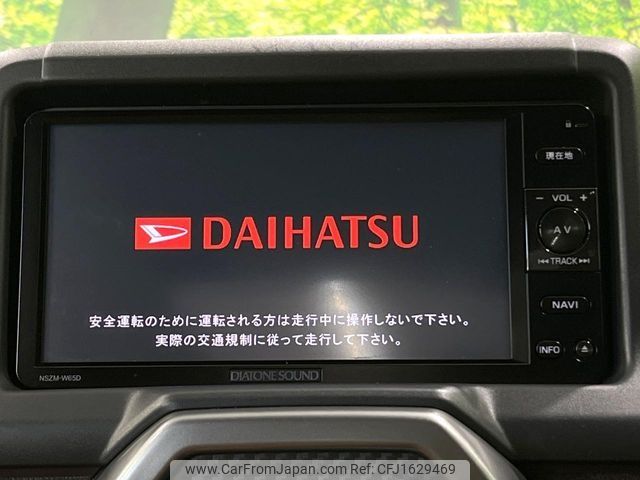 現在地
− VOL +
AV
⏮ TRACK ⏭
NAVI
INFO
DAIHATSU
安全運転のために運転される方は走行中に操作しないで下さい。
実際の交通規制に従って走行して下さい。
NSZM-W65D
DIATONE SOUND
www.CarFromJapan.com - Photo ID: CFJ1629469